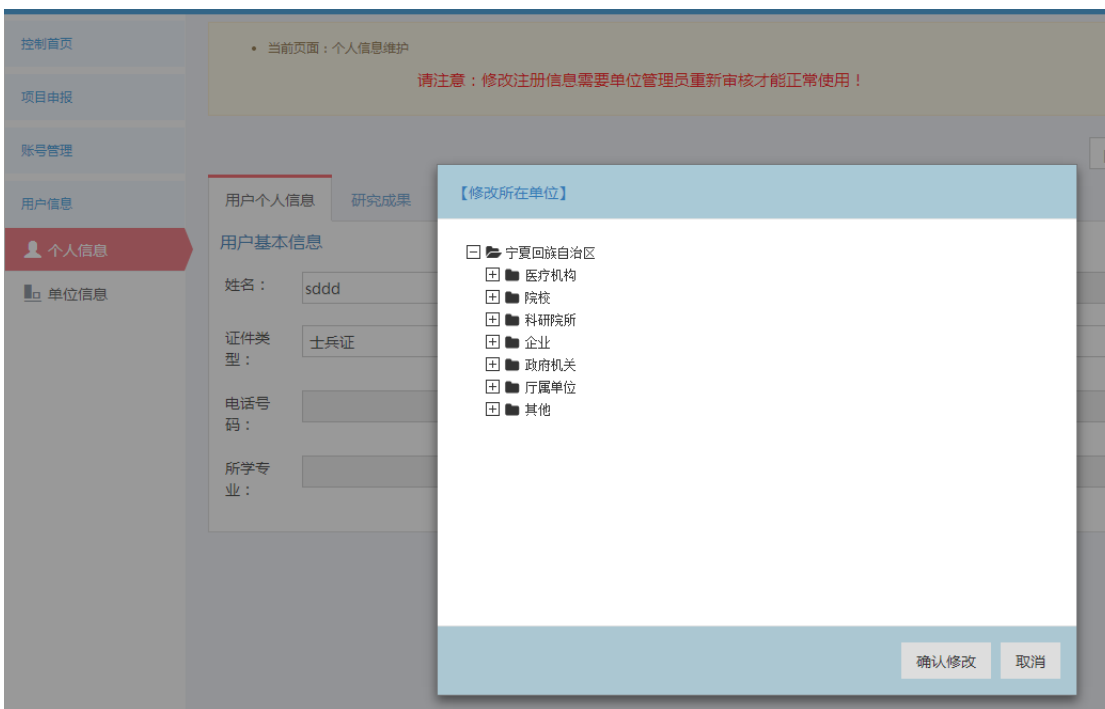 控制首页
项目申报
账号管理
用户信息
个人信息
单位信息
当前页面：个人信息维护
请注意：修改注册信息需要单位管理员重新审核才能正常使用！
用户个人信息
研究成果
用户基本信息
姓名：
sddd
证件类
型：
士兵证
电话号
码：
所学专
业：
【修改所在单位】
宁夏回族自治区
医疗机构
院校
科研院所
企业
政府机关
厅属单位
其他
确认修改
取消